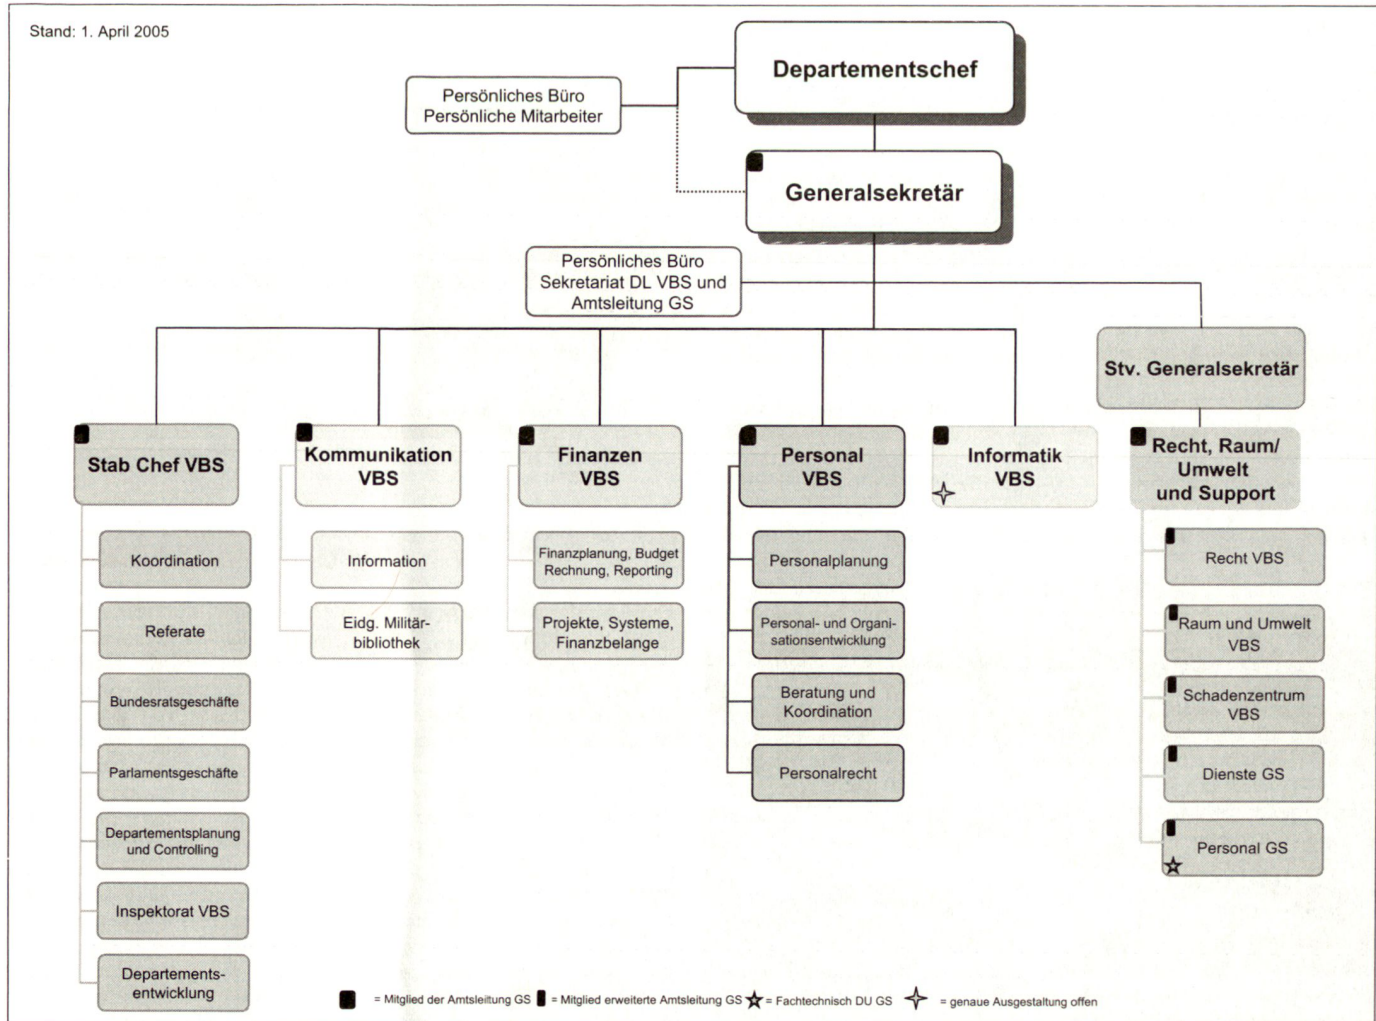 Stand: 1. April 2005
Departementschef
Persönliches Büro
Persönliche Mitarbeiter
Generalsekretär
Persönliches Büro
Sekretariat DL VBS und
Amtsleitung GS
Stv. Generalsekretär
Stab Chef VBS
Kommunikation
VBS
Finanzen
VBS
Personal
VBS
Informatik
VBS
Recht, Raum/
Umwelt
und Support
Koordination
Referate
Bundesratsgeschäfte
Parlamentsgeschäfte
Departementsplanung
und Controlling
Inspektorat VBS
Departements-
entwicklung
Information
Eidg. Militär-
bibliothek
Finanzplanung, Budget
Rechnung, Reporting
Projekte, Systeme,
Finanzbelange
Personalplanung
Personal- und Organi-
sationsentwicklung
Beratung und
Koordination
Personalrecht
Recht VBS
Raum und Umwelt
VBS
Schadenzentrum
VBS
Dienste GS
Personal GS
= Mitglied der Amtsleitung GS
= Mitglied erweiterte Amtsleitung GS
= Fachtechnisch DU GS
= genaue Ausgestaltung offen